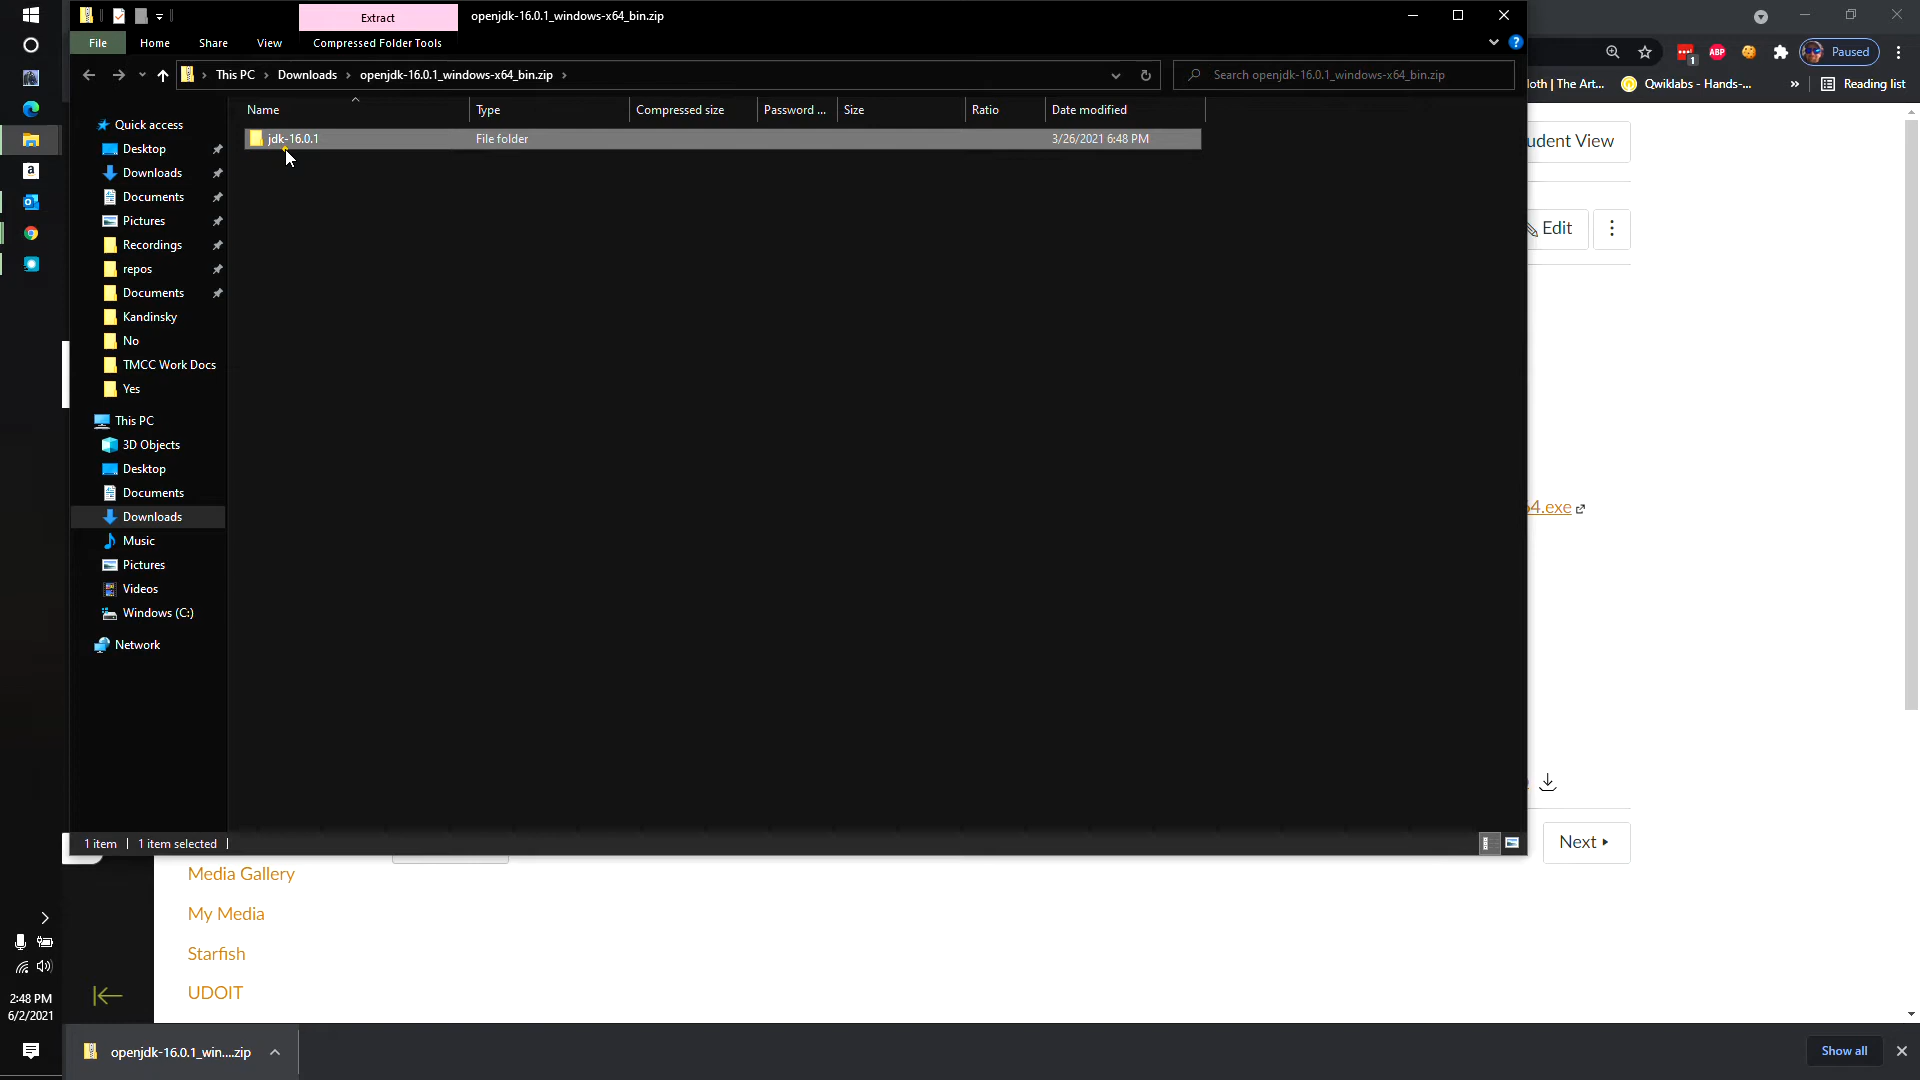 Extract
openjdk-16.0.1_windows-x64_bin.zip
File
Home
Share
View
Compressed Folder Tools
This PC
Downloads
openjdk-16.0.1_windows-x64_bin.zip
Search openjdk-16.0.1_windows-x64_bin.zip
Paused
oth | The Art...
Qwiklabs - Hands-...
»
Reading list
Name
Type
Compressed size
Password ...
Size
Ratio
Date modified
jdk-16.0.1
File folder
3/26/2021 6:48 PM
Quick access
Desktop
Downloads
Documents
Pictures
Recordings
repos
Documents
Kandinsky
No
TMCC Work Docs
Yes
This PC
3D Objects
Desktop
Documents
Downloads
Music
Pictures
Videos
Windows (C:)
Network
1 item
1 item selected
udent View
Edit
4.exe
Next
Media Gallery
My Media
Starfish
UDOIT
2:48 PM
6/2/2021
openjdk-16.0.1_win....zip
Show all
ABP
1
a
?